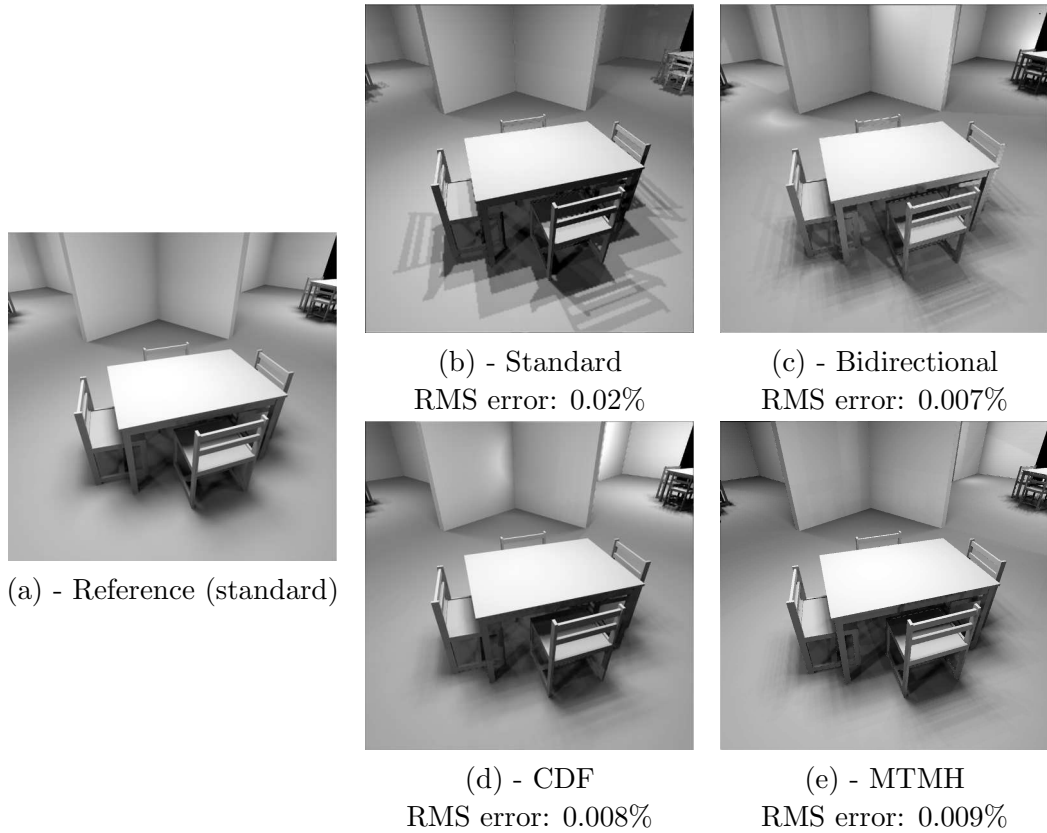 (a) - Reference (standard)
(b) - Standard
RMS error: 0.02%
(c) - Bidirectional
RMS error: 0.007%
(d) - CDF
RMS error: 0.008%
(e) - MTMH
RMS error: 0.009%